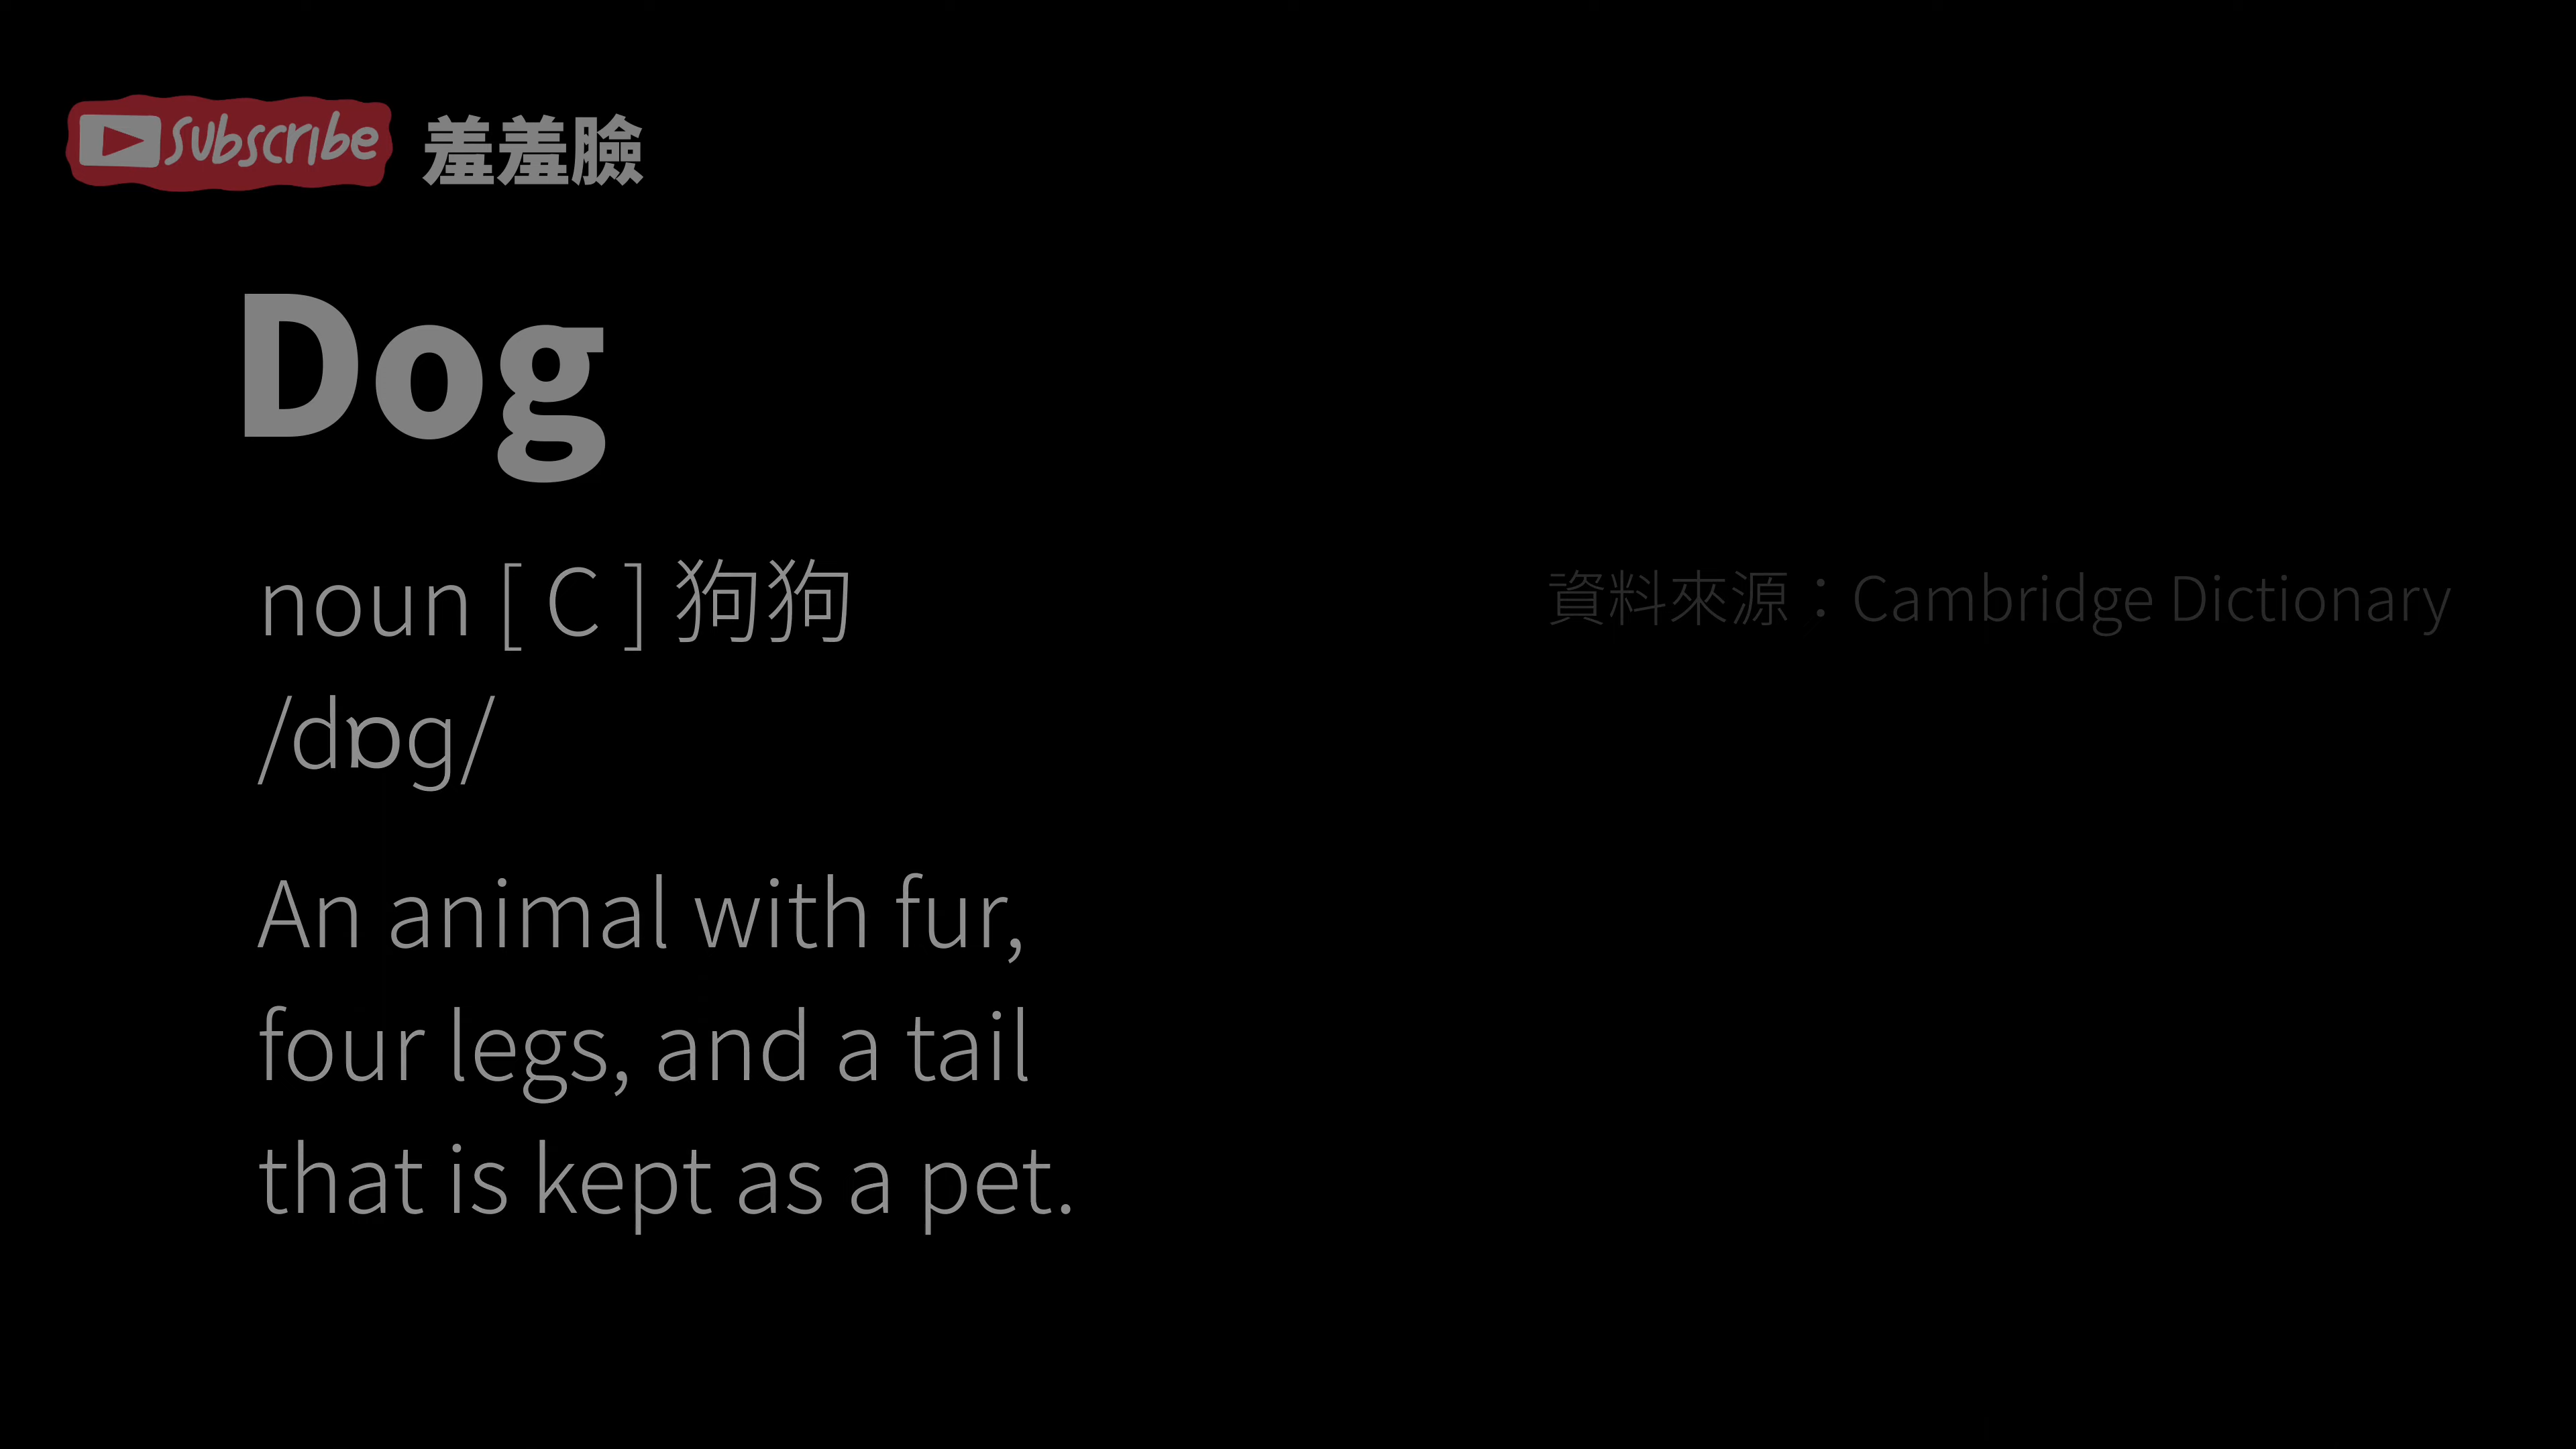 Subscribe 羞羞臉
Dog
noun [ C ] 狗狗
資料來源：Cambridge Dictionary
/dɒg/
An animal with fur,
four legs, and a tail
that is kept as a pet.